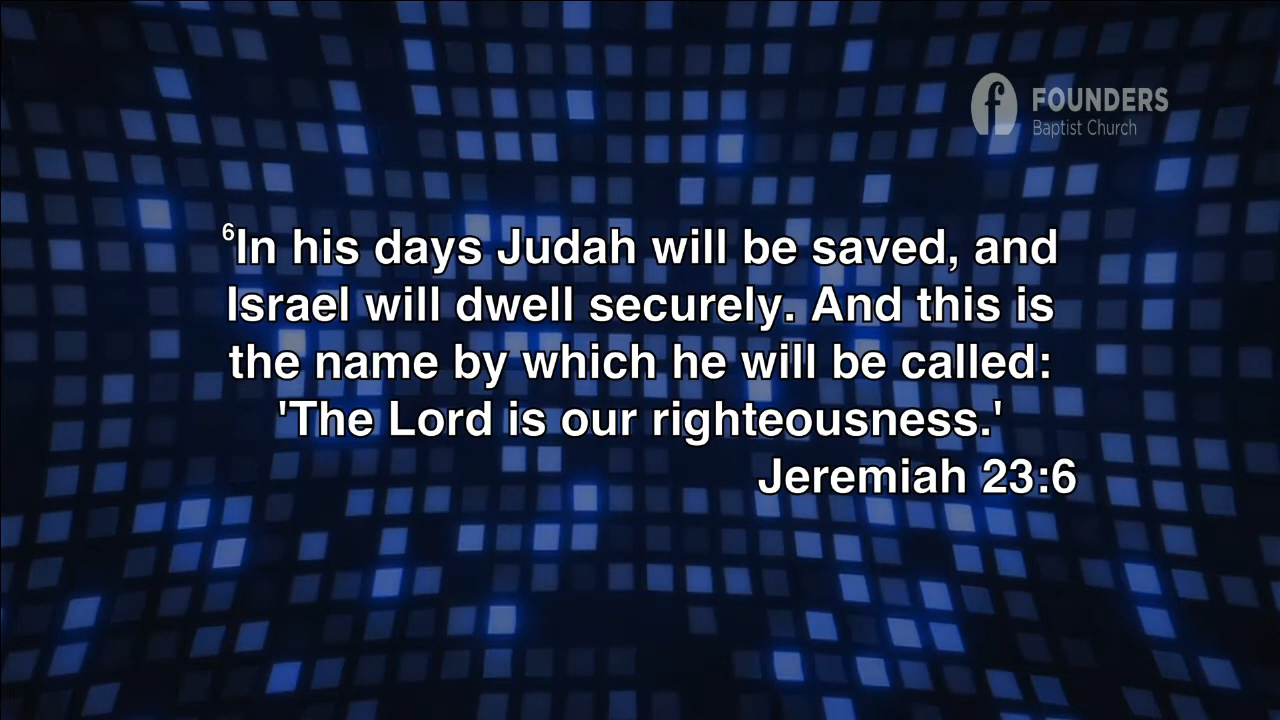 f FOUNDERS
Baptist Church
6In his days Judah will be saved, and
Israel will dwell securely. And this is
the name by which he will be called:
'The Lord is our righteousness.'
Jeremiah 23:6